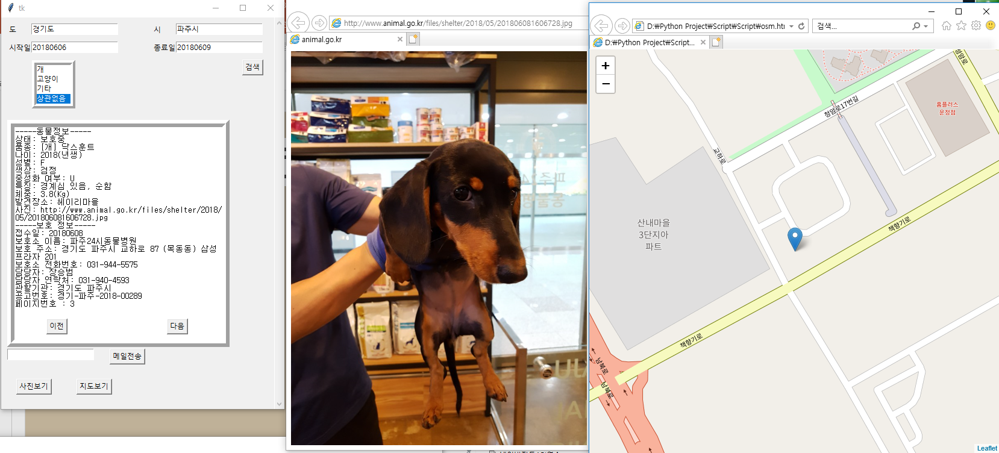 tk
도 경기도 시 파주시
시작일 20180606 종료일 20180609
개
고양이
기타
상관없음
검색
-----동물정보-----
상태: 보호중
품종: [개] 닥스훈트
나이: 2018(년생)
성별: F
색상: 검정
중성화 여부: U
특징: 경계심 있음, 순함
체중: 3.8(Kg)
발견장소: 헤이리마을
사진: http://www.animal.go.kr/files/shelter/2018/
05/201806081606728.jpg
-----보호 정보-----
접수일: 20180608
보호소 이름: 파주24시동물병원
보호 주소: 경기도 파주시 교하로 87 (목동동) 삼성
프라자 201
보호소 전화번호: 031-944-5575
담당자: 장승범
담당자 연락처: 031-940-4593
관할기관: 경기도 파주시
공고번호: 경기-파주-2018-00289
페이지번호 : 3
이전 다음
메일전송
사진보기 지도보기
http://www.animal.go.kr/files/shelter/2018/05/201806081606728.jpg
animal.go.kr
D:\Python Project\Script\Script\osm.htı
검색...
D:\Python Project\Script...
+
−
청암로
청암로17번길
홈플러스
운정점
교하로
산내마을
3단지아
파트
책향기로
책향기로
남북로
남북로
Leaflet